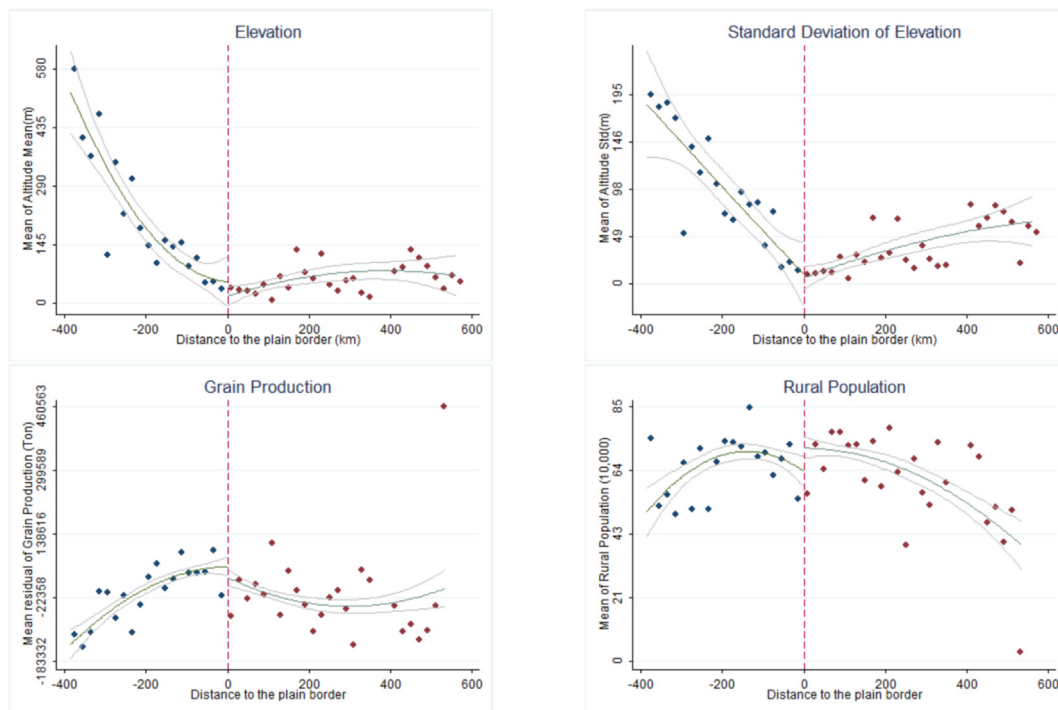 Elevation
Mean of Altitude Mean(m)
580
435
290
145
0
-400 -200 0 200 400 600
Distance to the plain border (km)
Standard Deviation of Elevation
Mean of Altitude Std(m)
195
146
98
49
0
-400 -200 0 200 400 600
Distance to the plain border (km)
Grain Production
Mean residual of Grain Production (Ton)
460563
299589
138616
-22358
-183332
-400 -200 0 200 400 600
Distance to the plain border
Rural Population
Mean of Rural Population (10,000)
85
64
43
21
0
-400 -200 0 200 400 600
Distance to the plain border